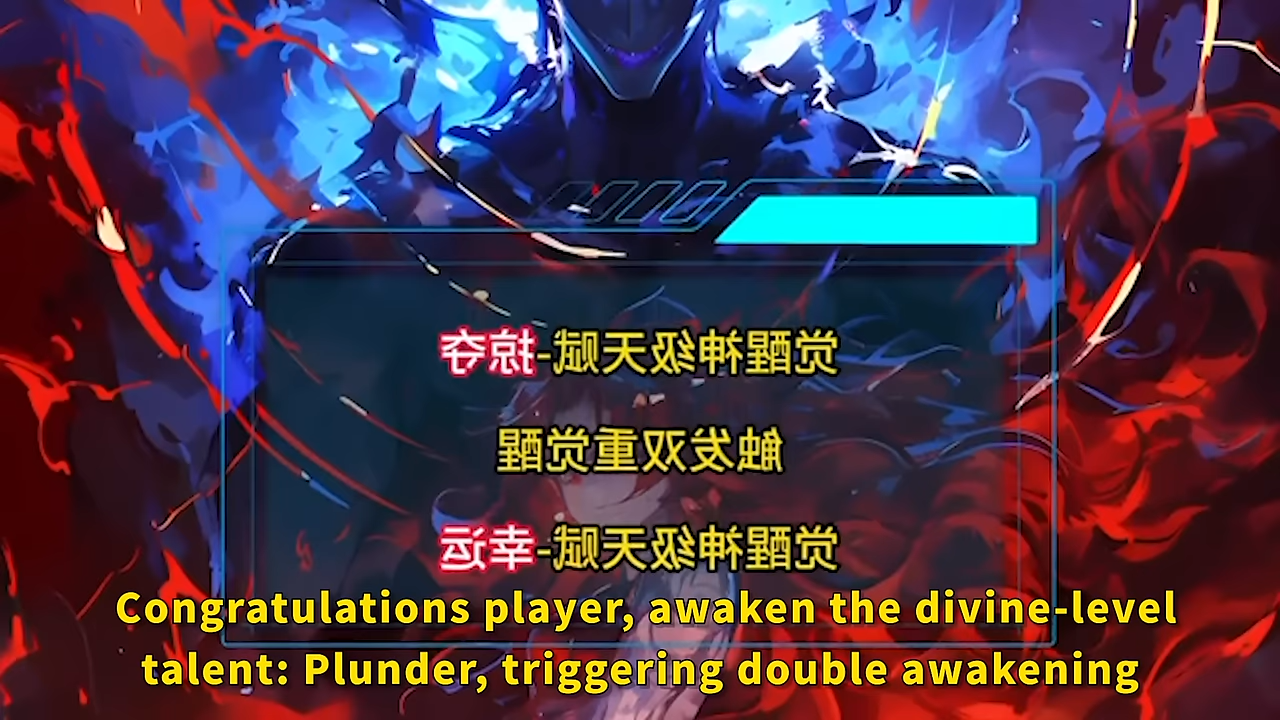 觉醒神级天赋-掠夺
触发双重觉醒
觉醒神级天赋-幸运
Congratulations player, awaken the divine-level
talent: Plunder, triggering double awakening